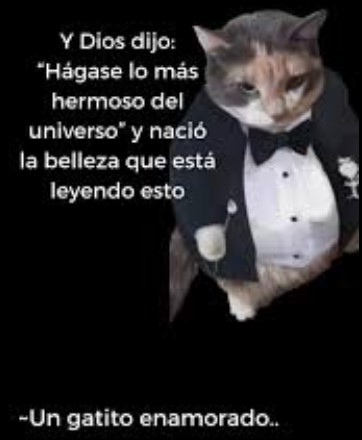 Y Dios dijo:
“Hágase lo más
hermoso del
universo” y nació
la belleza que está
leyendo esto
~Un gatito enamorado..